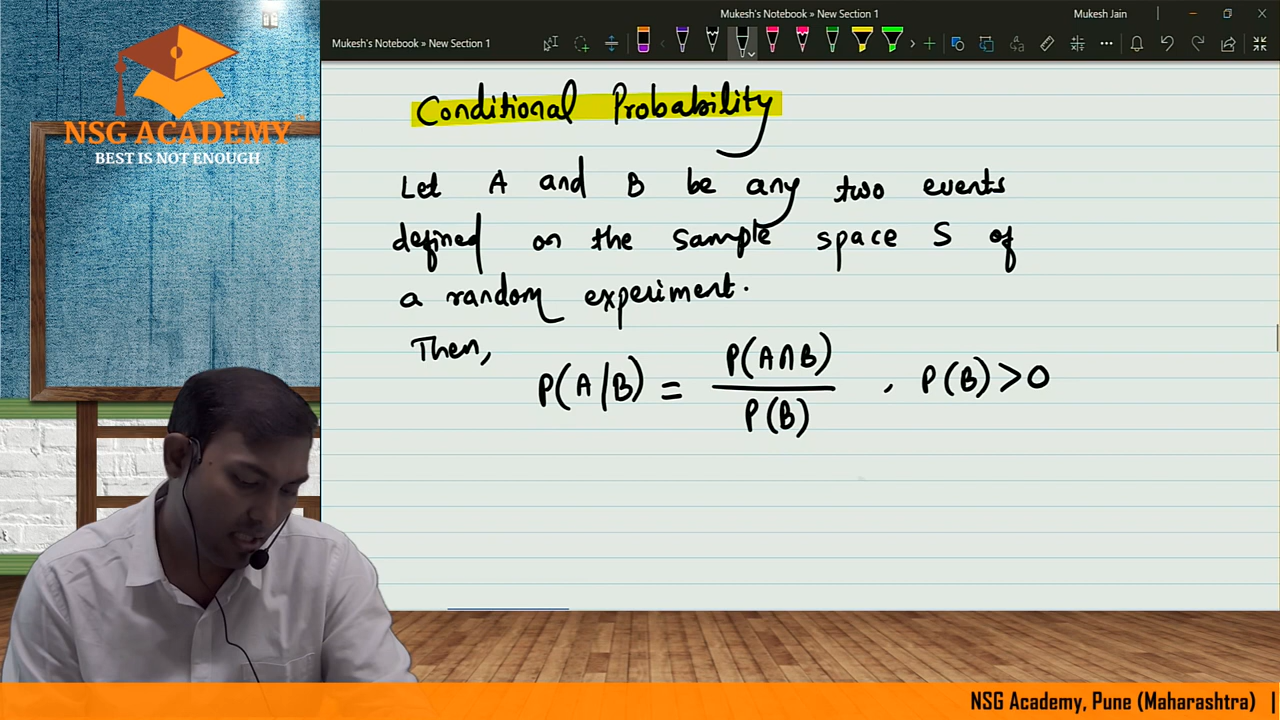 Mukesh's Notebook » New Section 1
Mukesh Jain
Mukesh's Notebook » New Section 1
NSG ACADEMY
BEST IS NOT ENOUGH
Conditional Probability
Let A and B be any two events
defined on the sample space S of
a random experiment.
Then,
P(A/B) = P(A∩B) / P(B) , P(B) > 0
NSG Academy, Pune (Maharashtra) |